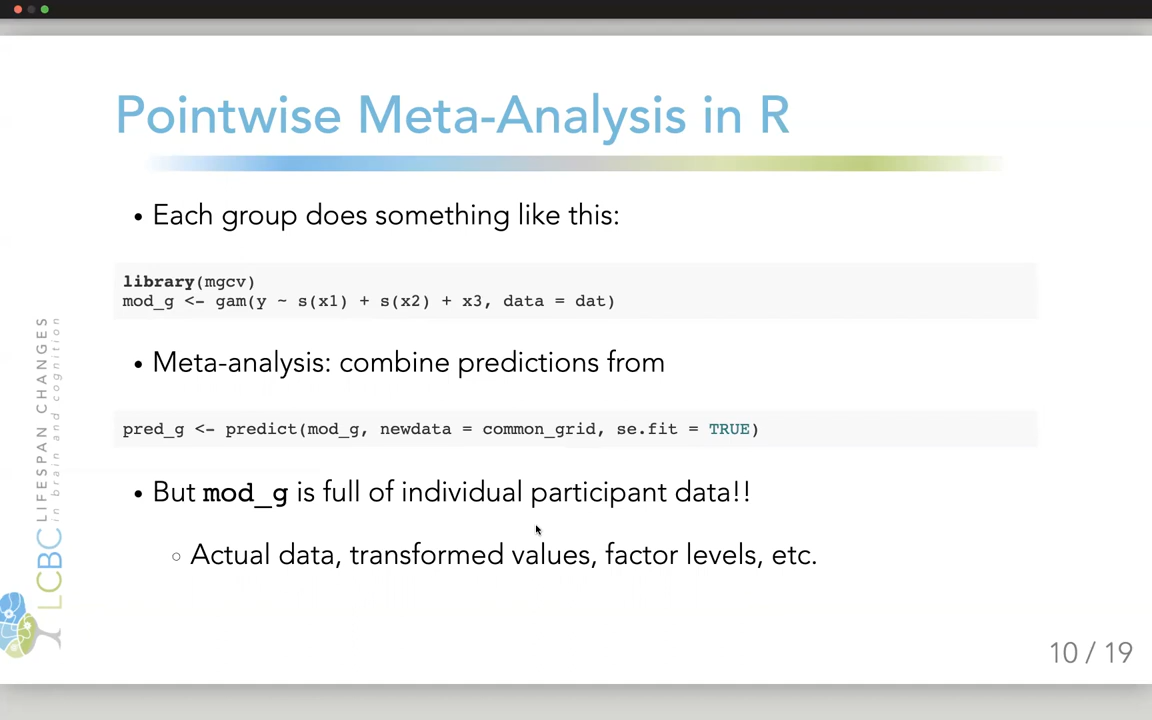 Pointwise Meta-Analysis in R
• Each group does something like this:
library(mgcv)
mod_g <- gam(y ~ s(x1) + s(x2) + x3, data = dat)
• Meta-analysis: combine predictions from
pred_g <- predict(mod_g, newdata = common_grid, se.fit = TRUE)
• But mod_g is full of individual participant data!!
◦ Actual data, transformed values, factor levels, etc.
LCBC LIFESPAN CHANGES
in brain and cognition
10 / 19